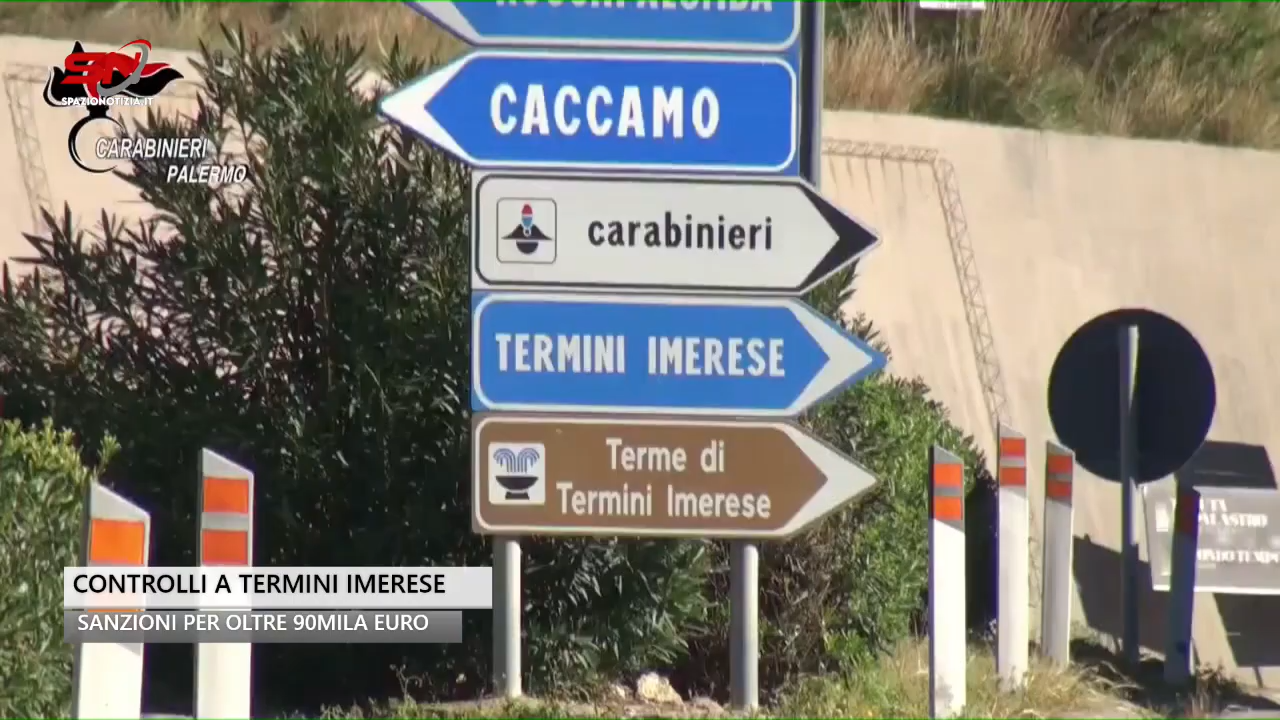 CACCAMO
SN
SPAZIONOTIZIA.IT
CARABINIERI
PALERMO
carabinieri
TERMINI IMERESE
Terme di
Termini Imerese
CONTROLLI A TERMINI IMERESE
SANZIONI PER OLTRE 90MILA EURO